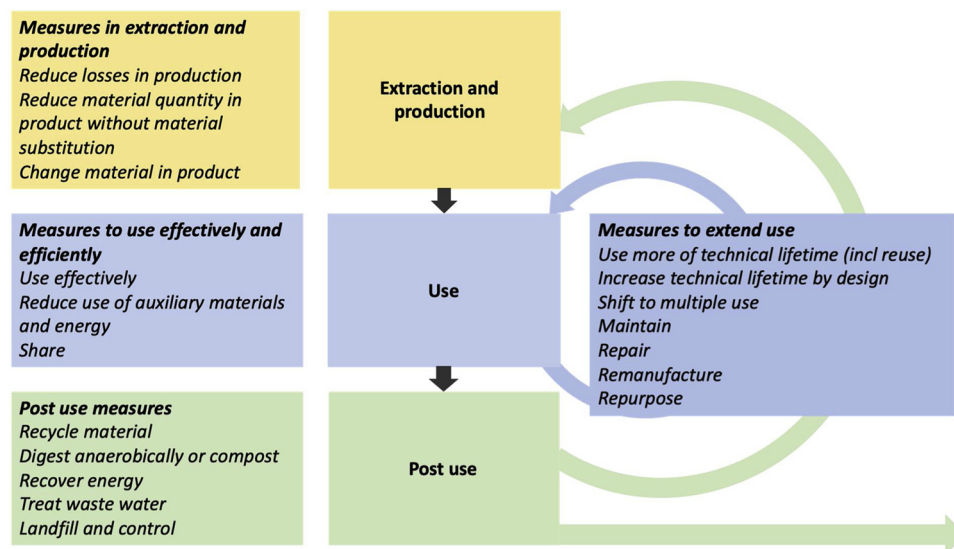 Measures in extraction and
production
Reduce losses in production
Reduce material quantity in
product without material
substitution
Change material in product
Extraction and
production
Measures to use effectively and
efficiently
Use effectively
Reduce use of auxiliary materials
and energy
Share
Use
Measures to extend use
Use more of technical lifetime (incl reuse)
Increase technical lifetime by design
Shift to multiple use
Maintain
Repair
Remanufacture
Repurpose
Post use measures
Recycle material
Digest anaerobically or compost
Recover energy
Treat waste water
Landfill and control
Post use